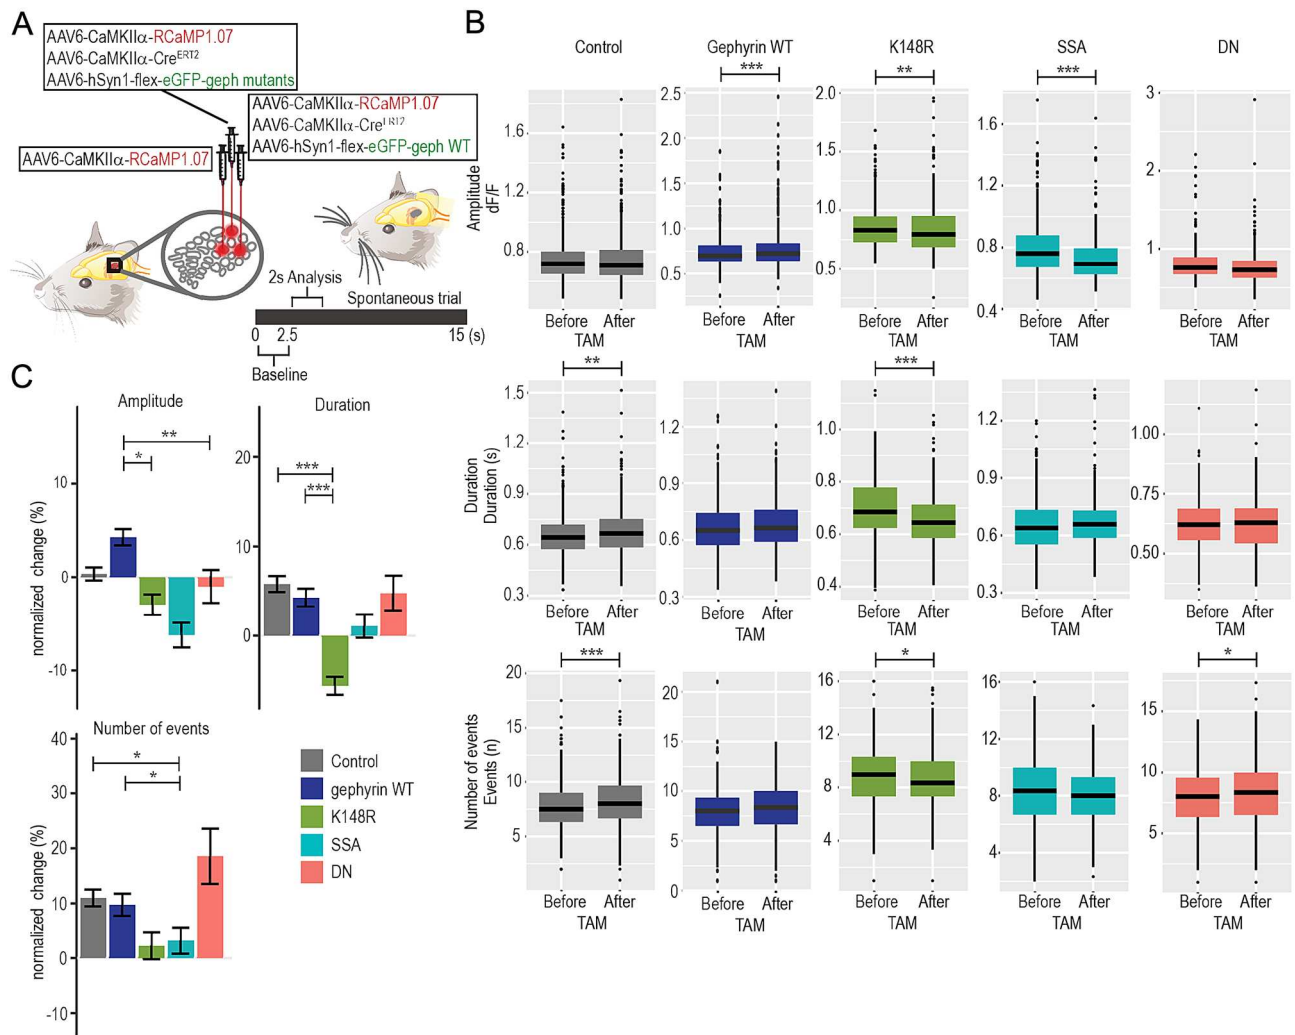 A
AAV6-CaMKIIα-RCaMP1.07
AAV6-CaMKIIα-CreERT2
AAV6-hSyn1-flex-eGFP-geph mutants
AAV6-CaMKIIα-RCaMP1.07
AAV6-CaMKIIα-CreERT2
AAV6-hSyn1-flex-eGFP-geph WT
AAV6-CaMKIIα-RCaMP1.07
2s Analysis
Spontaneous trial
0 2.5 15 (s)
Baseline
B
Control Gephyrin WT K148R SSA DN
*** ** ***
Amplitude
dF/F
1.6
1.2
0.8
2.5
2.0
1.5
1.0
0.5
2.0
1.5
1.0
0.5
1.6
1.2
0.8
0.4
3
2
1
Before After Before After Before After Before After Before After
TAM TAM TAM TAM TAM
** ***
Duration
Duration (s)
1.5
1.2
0.9
0.6
0.3
1.2
0.9
0.6
0.3
1.0
0.8
0.6
0.4
1.2
0.9
0.6
0.3
1.00
0.75
0.50
Before After Before After Before After Before After Before After
TAM TAM TAM TAM TAM
*** * *
Number of events
Events (n)
20
15
10
5
20
15
10
5
0
16
12
8
4
16
12
8
4
15
10
5
Before After Before After Before After Before After Before After
TAM TAM TAM TAM TAM
C
Amplitude
normalized change (%)
10
0
-10
**
*
Duration
20
10
0
***
***
Number of events
normalized change (%)
40
30
20
10
0
-10
*
*
Control
gephyrin WT
K148R
SSA
DN